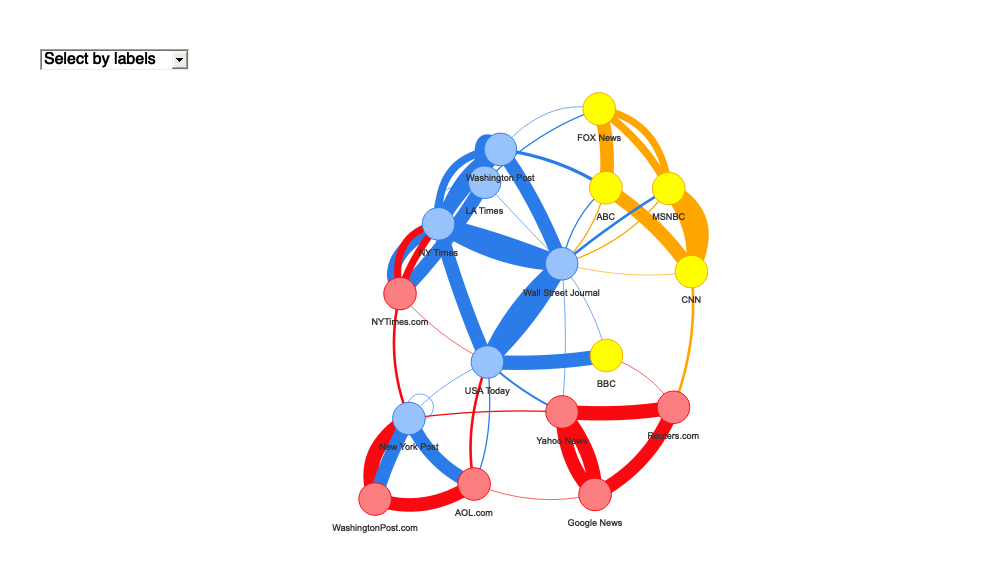 Select by labels
FOX News
Washington Post
LA Times
ABC
MSNBC
NY Times
Wall Street Journal
CNN
NYTimes.com
BBC
USA Today
New York Post
Yahoo News
Reuters.com
AOL.com
Google News
WashingtonPost.com